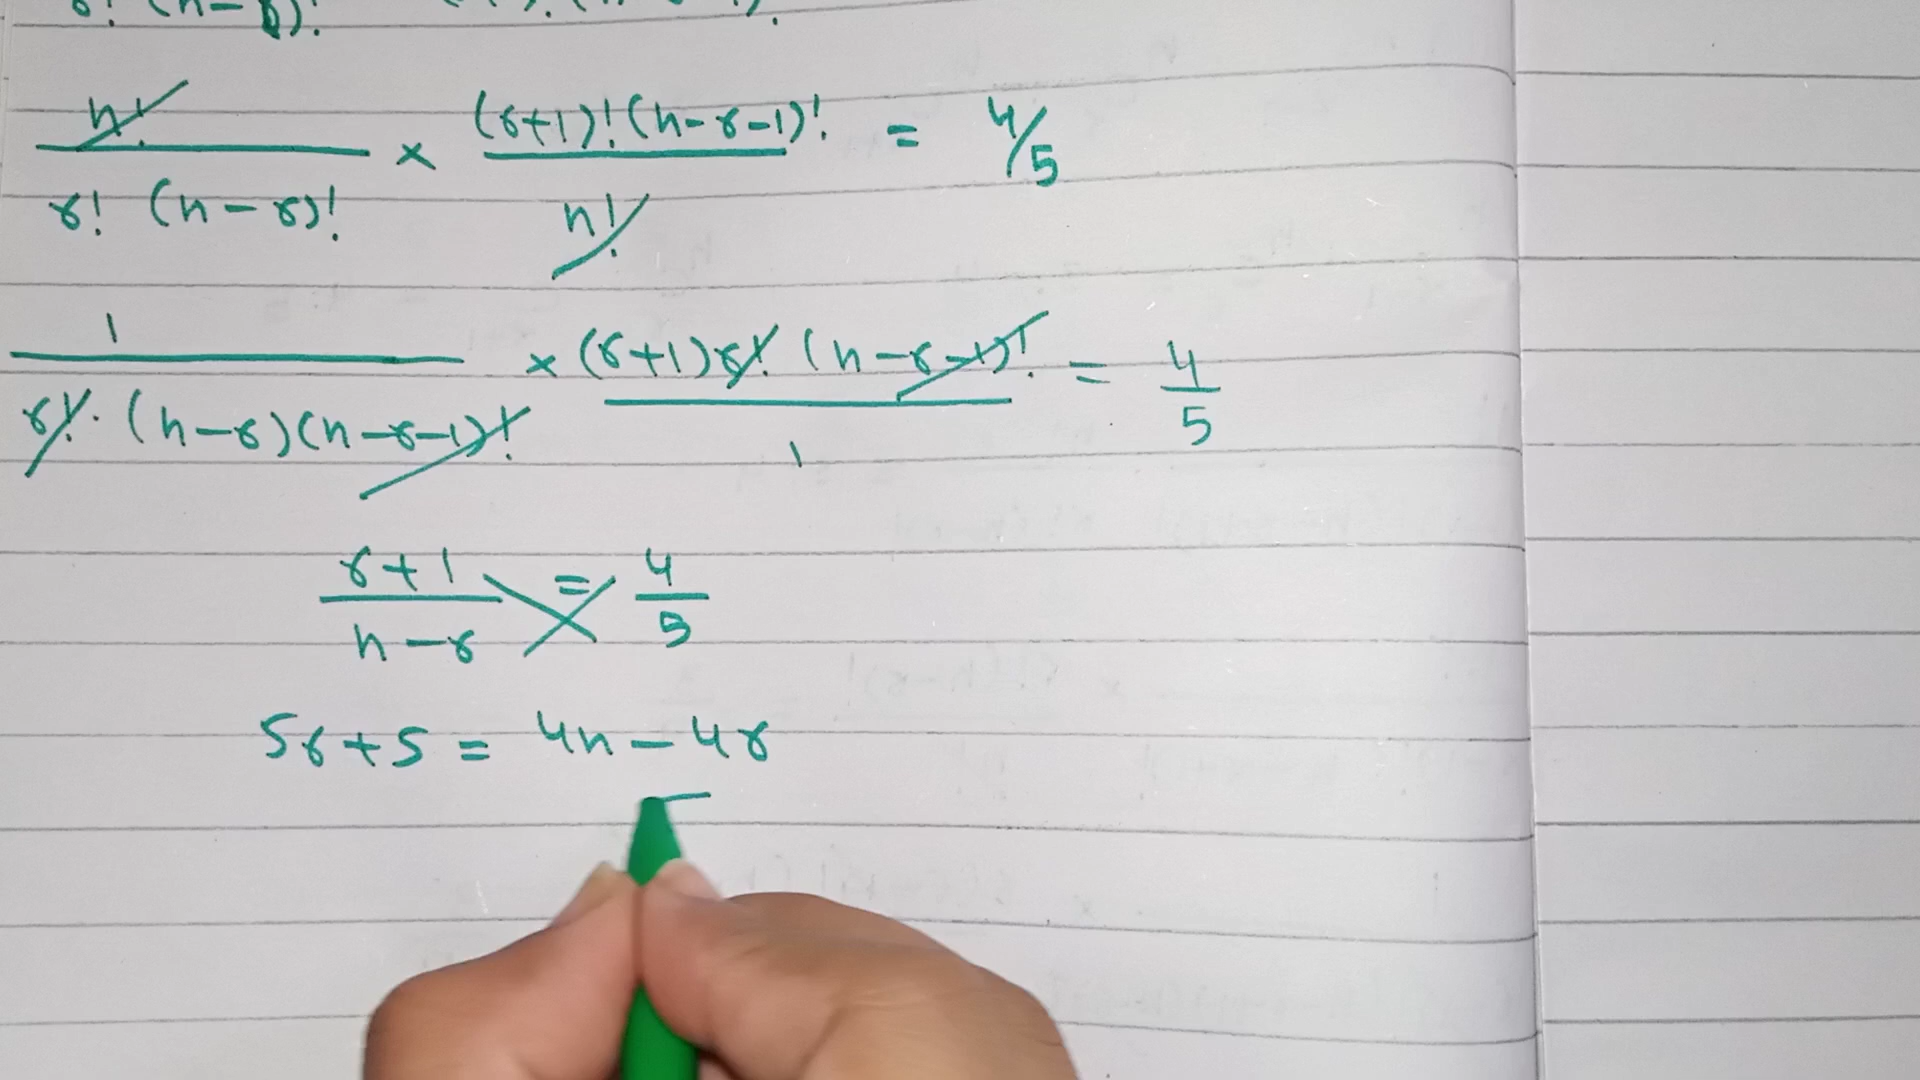 n!/r! (n-r)! × (r+1)! (n-r-1)!/n! = 4/5
1/r! . (n-r)(n-r-1)! × (r+1) r! (n-r-1)!/1 = 4/5
r+1/n-r = 4/5
5r+5 = 4n-4r